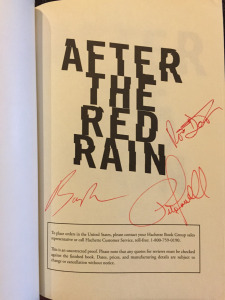 AFTER
THE
RED
RAIN
To place orders in the United States, please contact your Hachette Book Group sales
representative or call Hachette Customer Service, toll-free: 1-800-759-0190.
This is an uncorrected proof. Please note that any quotes for reviews must be checked
against the finished book. Dates, prices, and manufacturing details are subject to
change or cancellation without notice.